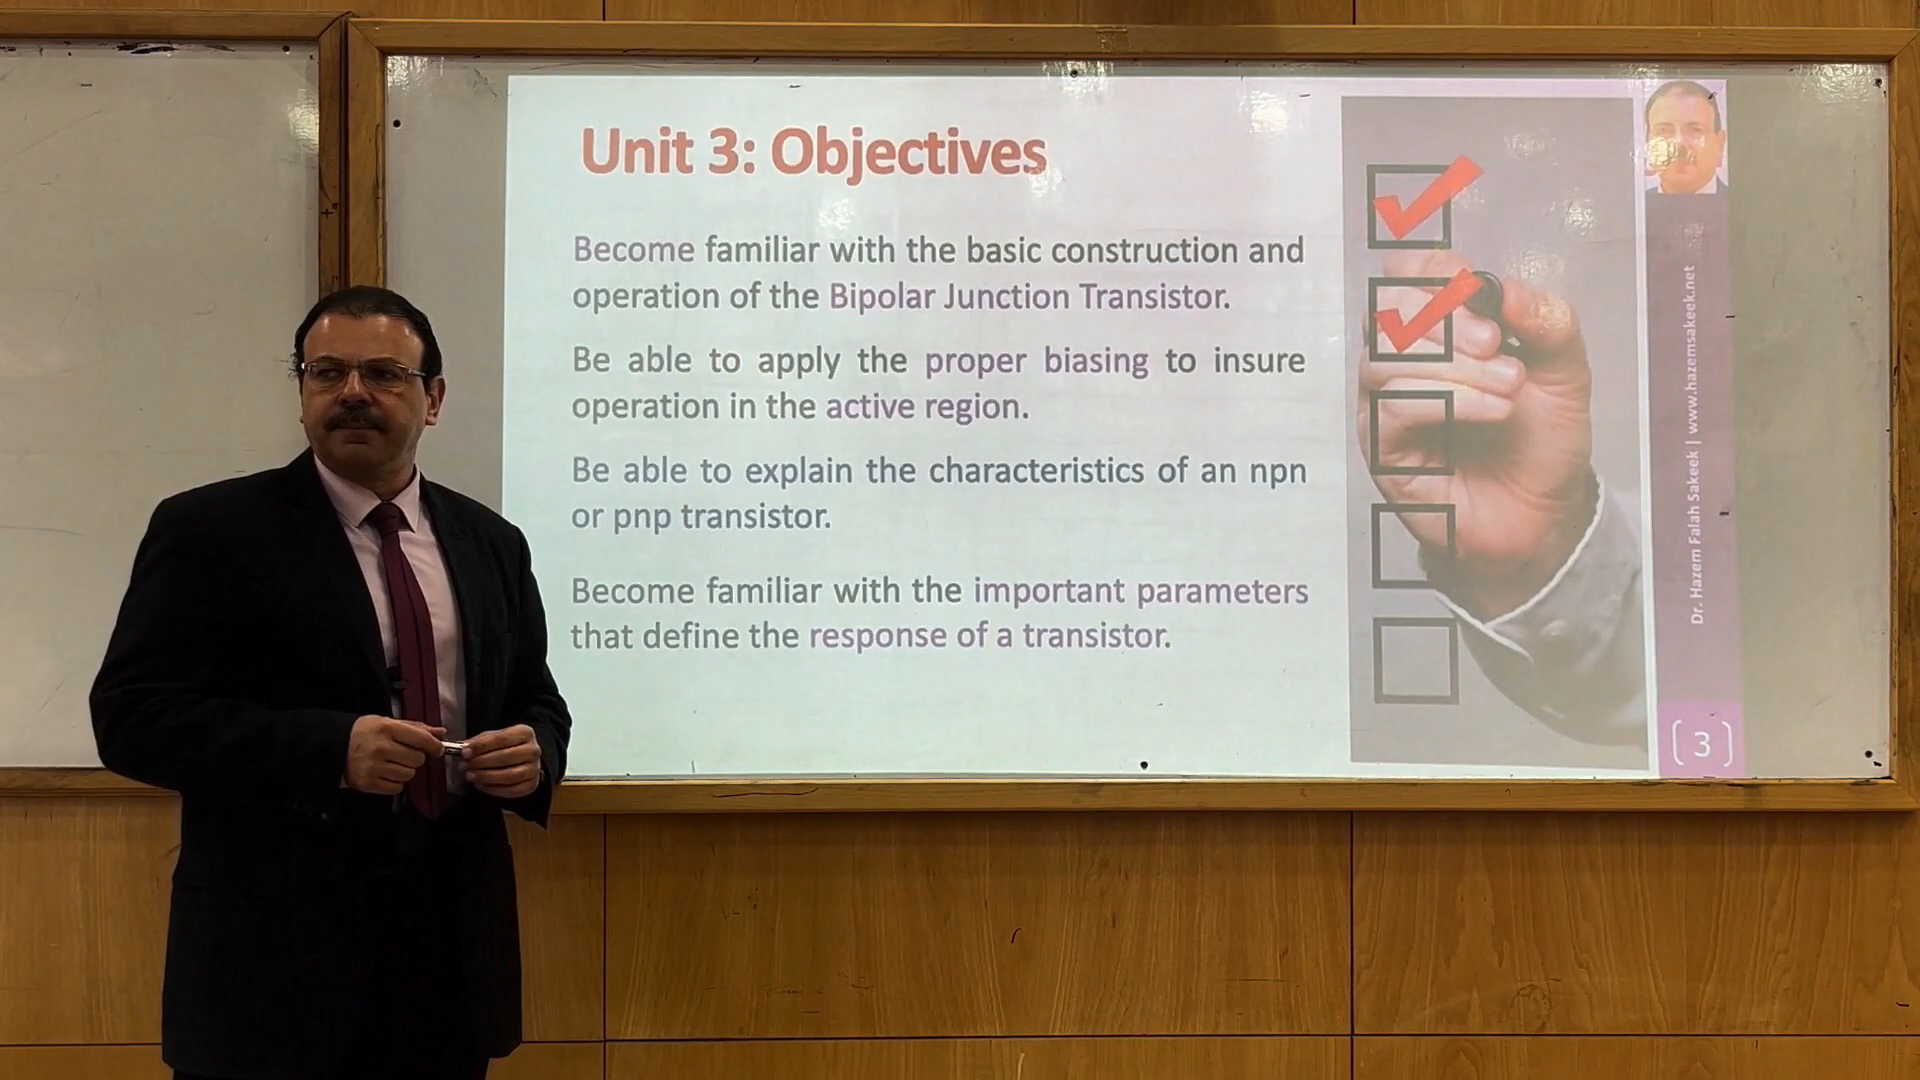 Unit 3: Objectives
Become familiar with the basic construction and
operation of the Bipolar Junction Transistor.
Be able to apply the proper biasing to insure
operation in the active region.
Be able to explain the characteristics of an npn
or pnp transistor.
Become familiar with the important parameters
that define the response of a transistor.
Dr. Hazem Falah Sakeek | www.hazemsakeek.net
[3]